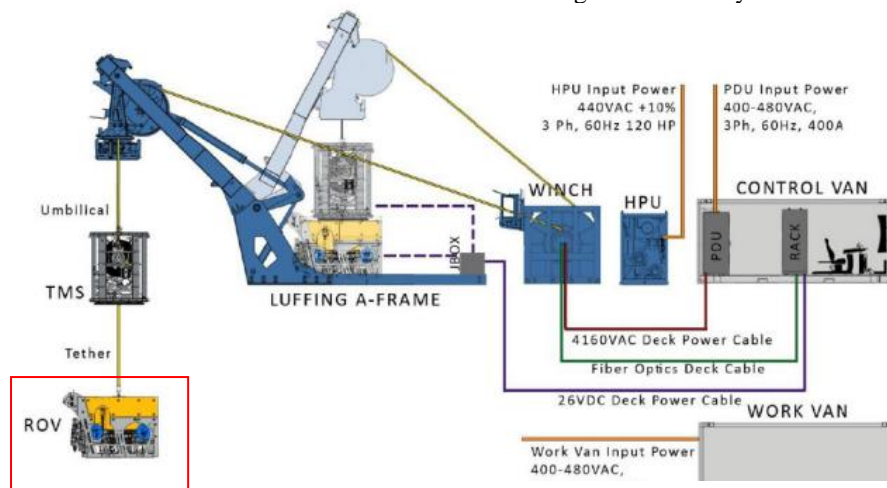 HPU Input Power
440VAC +10%
3 Ph, 60Hz 120 HP
PDU Input Power
400-480VAC,
3Ph, 60Hz, 400A
WINCH
HPU
CONTROL VAN
Umbilical
PDU
RACK
JBOX
TMS
LUFFING A-FRAME
4160VAC Deck Power Cable
Tether
Fiber Optics Deck Cable
26VDC Deck Power Cable
ROV
WORK VAN
Work Van Input Power
400-480VAC,